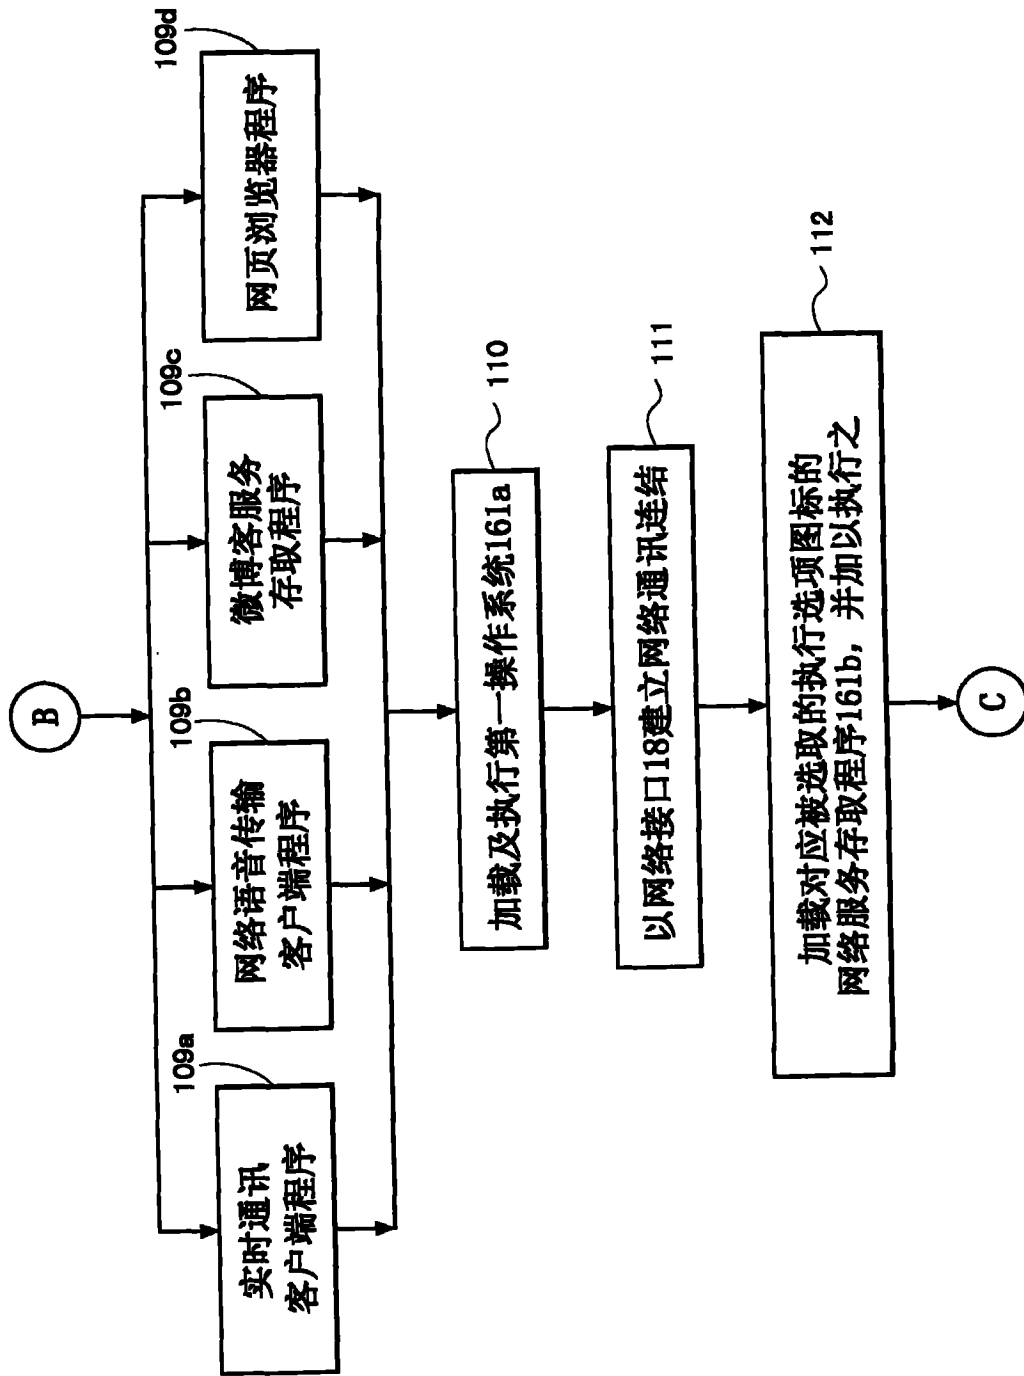 B
109a
实时通讯
客户端程序
109b
网络语音传输
客户端程序
109c
微博客服务
存取程序
109d
网页浏览器程序
加载及执行第一操作系统161a
110
以网络接口18建立网络通讯连结
111
加载对应被选取的执行选项图标的
网络服务存取程序161b，并加以执行之
112
C